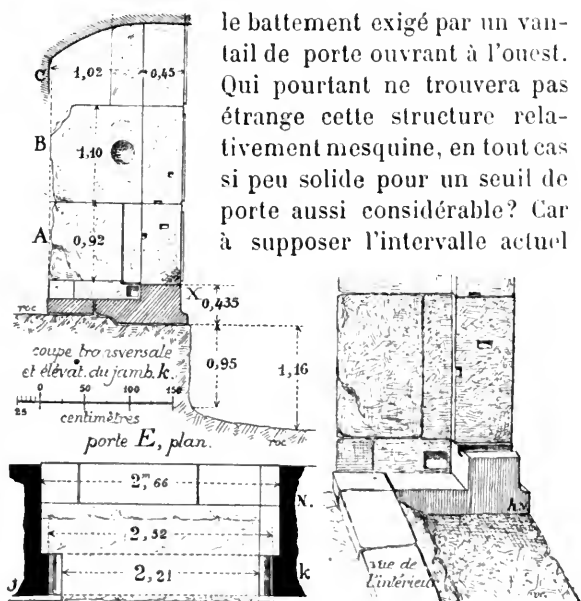 le battement exigé par un van-
tail de porte ouvrant à l'ouest.
Qui pourtant ne trouvera pas
étrange cette structure rela-
tivement mesquine, en tout cas
si peu solide pour un seuil de
porte aussi considérable? Car
à supposer l'intervalle actuel
C
1,02 0,45
B
1,10
A
0,92
X
0,435
roc
0,95
1,16
coupe transversale
et élévat. du jamb. k.
0 50 100 150
25
centimètres
roc
porte E, plan.
2,m66
x.
2,52
2,21
j
k
h.v
vue de
l'intérieur